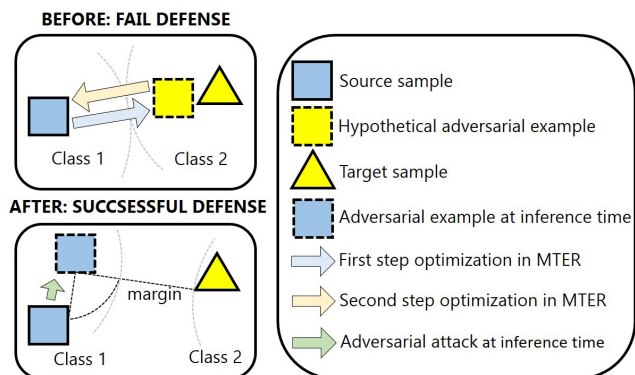 BEFORE: FAIL DEFENSE
Class 1
Class 2
AFTER: SUCCSESSFUL DEFENSE
margin
Class 1
Class 2
Source sample
Hypothetical adversarial example
Target sample
Adversarial example at inference time
First step optimization in MTER
Second step optimization in MTER
Adversarial attack at inference time